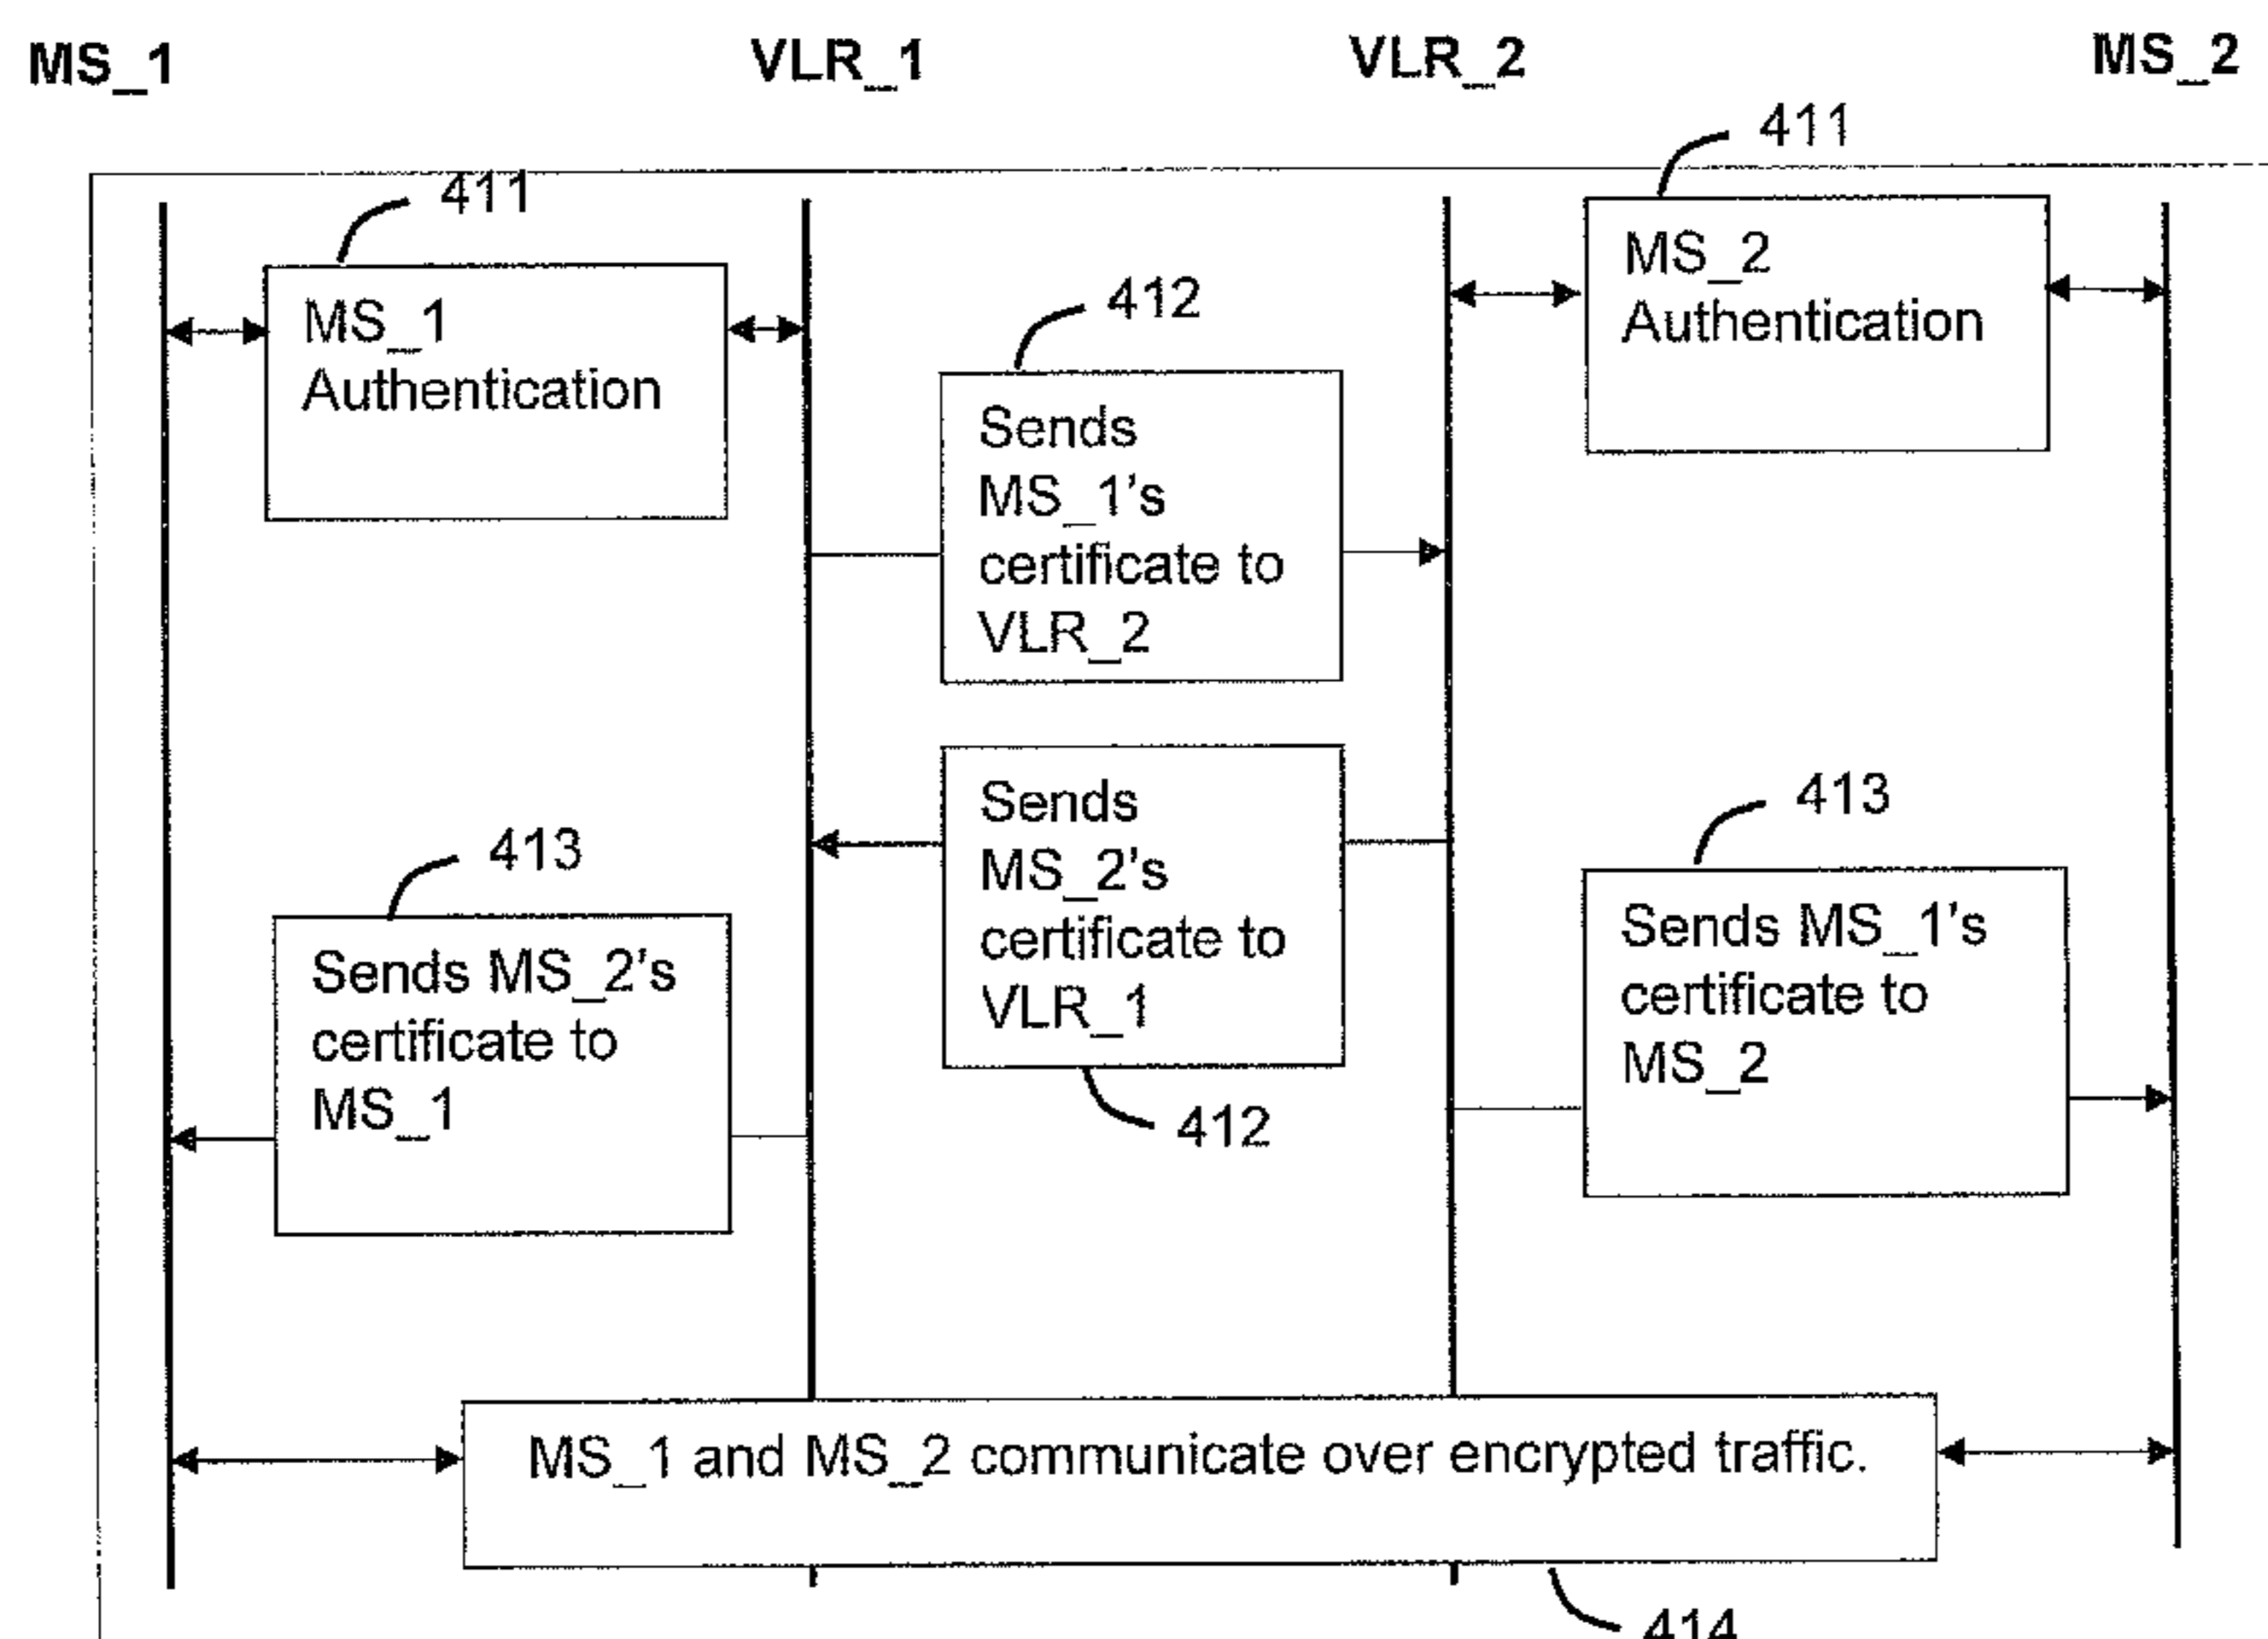 MS_1 VLR_1 VLR_2 MS_2
411
411
MS_1
Authentication
412
MS_2
Authentication
Sends
MS_1's
certificate to
VLR_2
Sends
MS_2's
certificate to
VLR_1
412
413
Sends MS_2's
certificate to
MS_1
413
Sends MS_1's
certificate to
MS_2
MS_1 and MS_2 communicate over encrypted traffic.
414